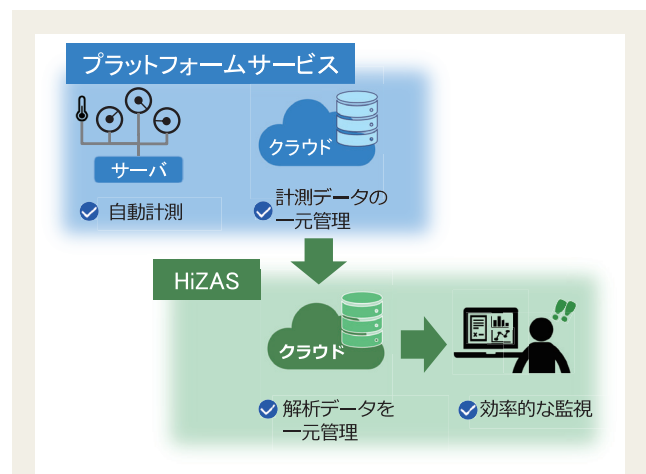 プラットフォームサービス
サーバ
クラウド
自動計測
計測データの
一元管理
HiZAS
クラウド
解析データを
一元管理
効率的な監視